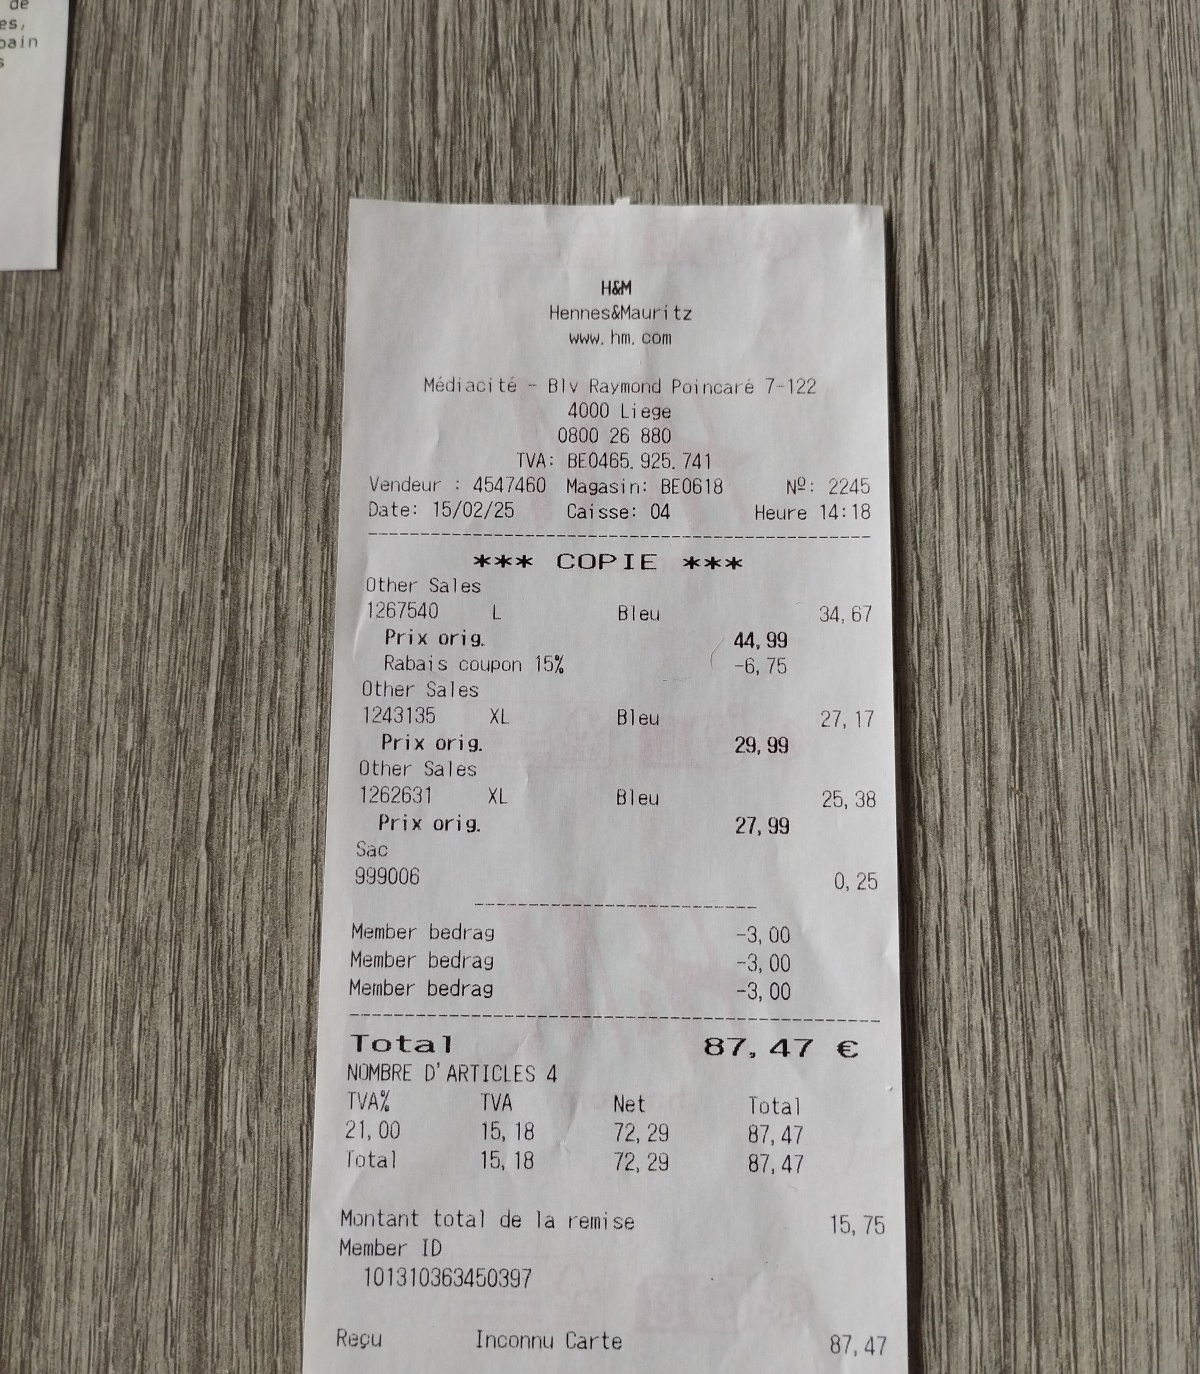 de
es,
pain
s
H&M
Hennes&Mauritz
www.hm.com
Médiacité - Blv Raymond Poincaré 7-122
4000 Liege
0800 26 880
TVA: BE0465.925.741
Vendeur : 4547460 Magasin: BE0618 Nº: 2245
Date: 15/02/25 Caisse: 04 Heure 14:18
*** COPIE ***
Other Sales
1267540 L Bleu 34,67
Prix orig. 44,99
Rabais coupon 15% -6,75
Other Sales
1243135 XL Bleu 27,17
Prix orig. 29,99
Other Sales
1262631 XL Bleu 25,38
Prix orig. 27,99
Sac
999006 0,25
Member bedrag -3,00
Member bedrag -3,00
Member bedrag -3,00
Total 87,47 €
NOMBRE D'ARTICLES 4
TVA% TVA Net Total
21,00 15,18 72,29 87,47
Total 15,18 72,29 87,47
Montant total de la remise 15,75
Member ID
101310363450397
Reçu Inconnu Carte 87,47